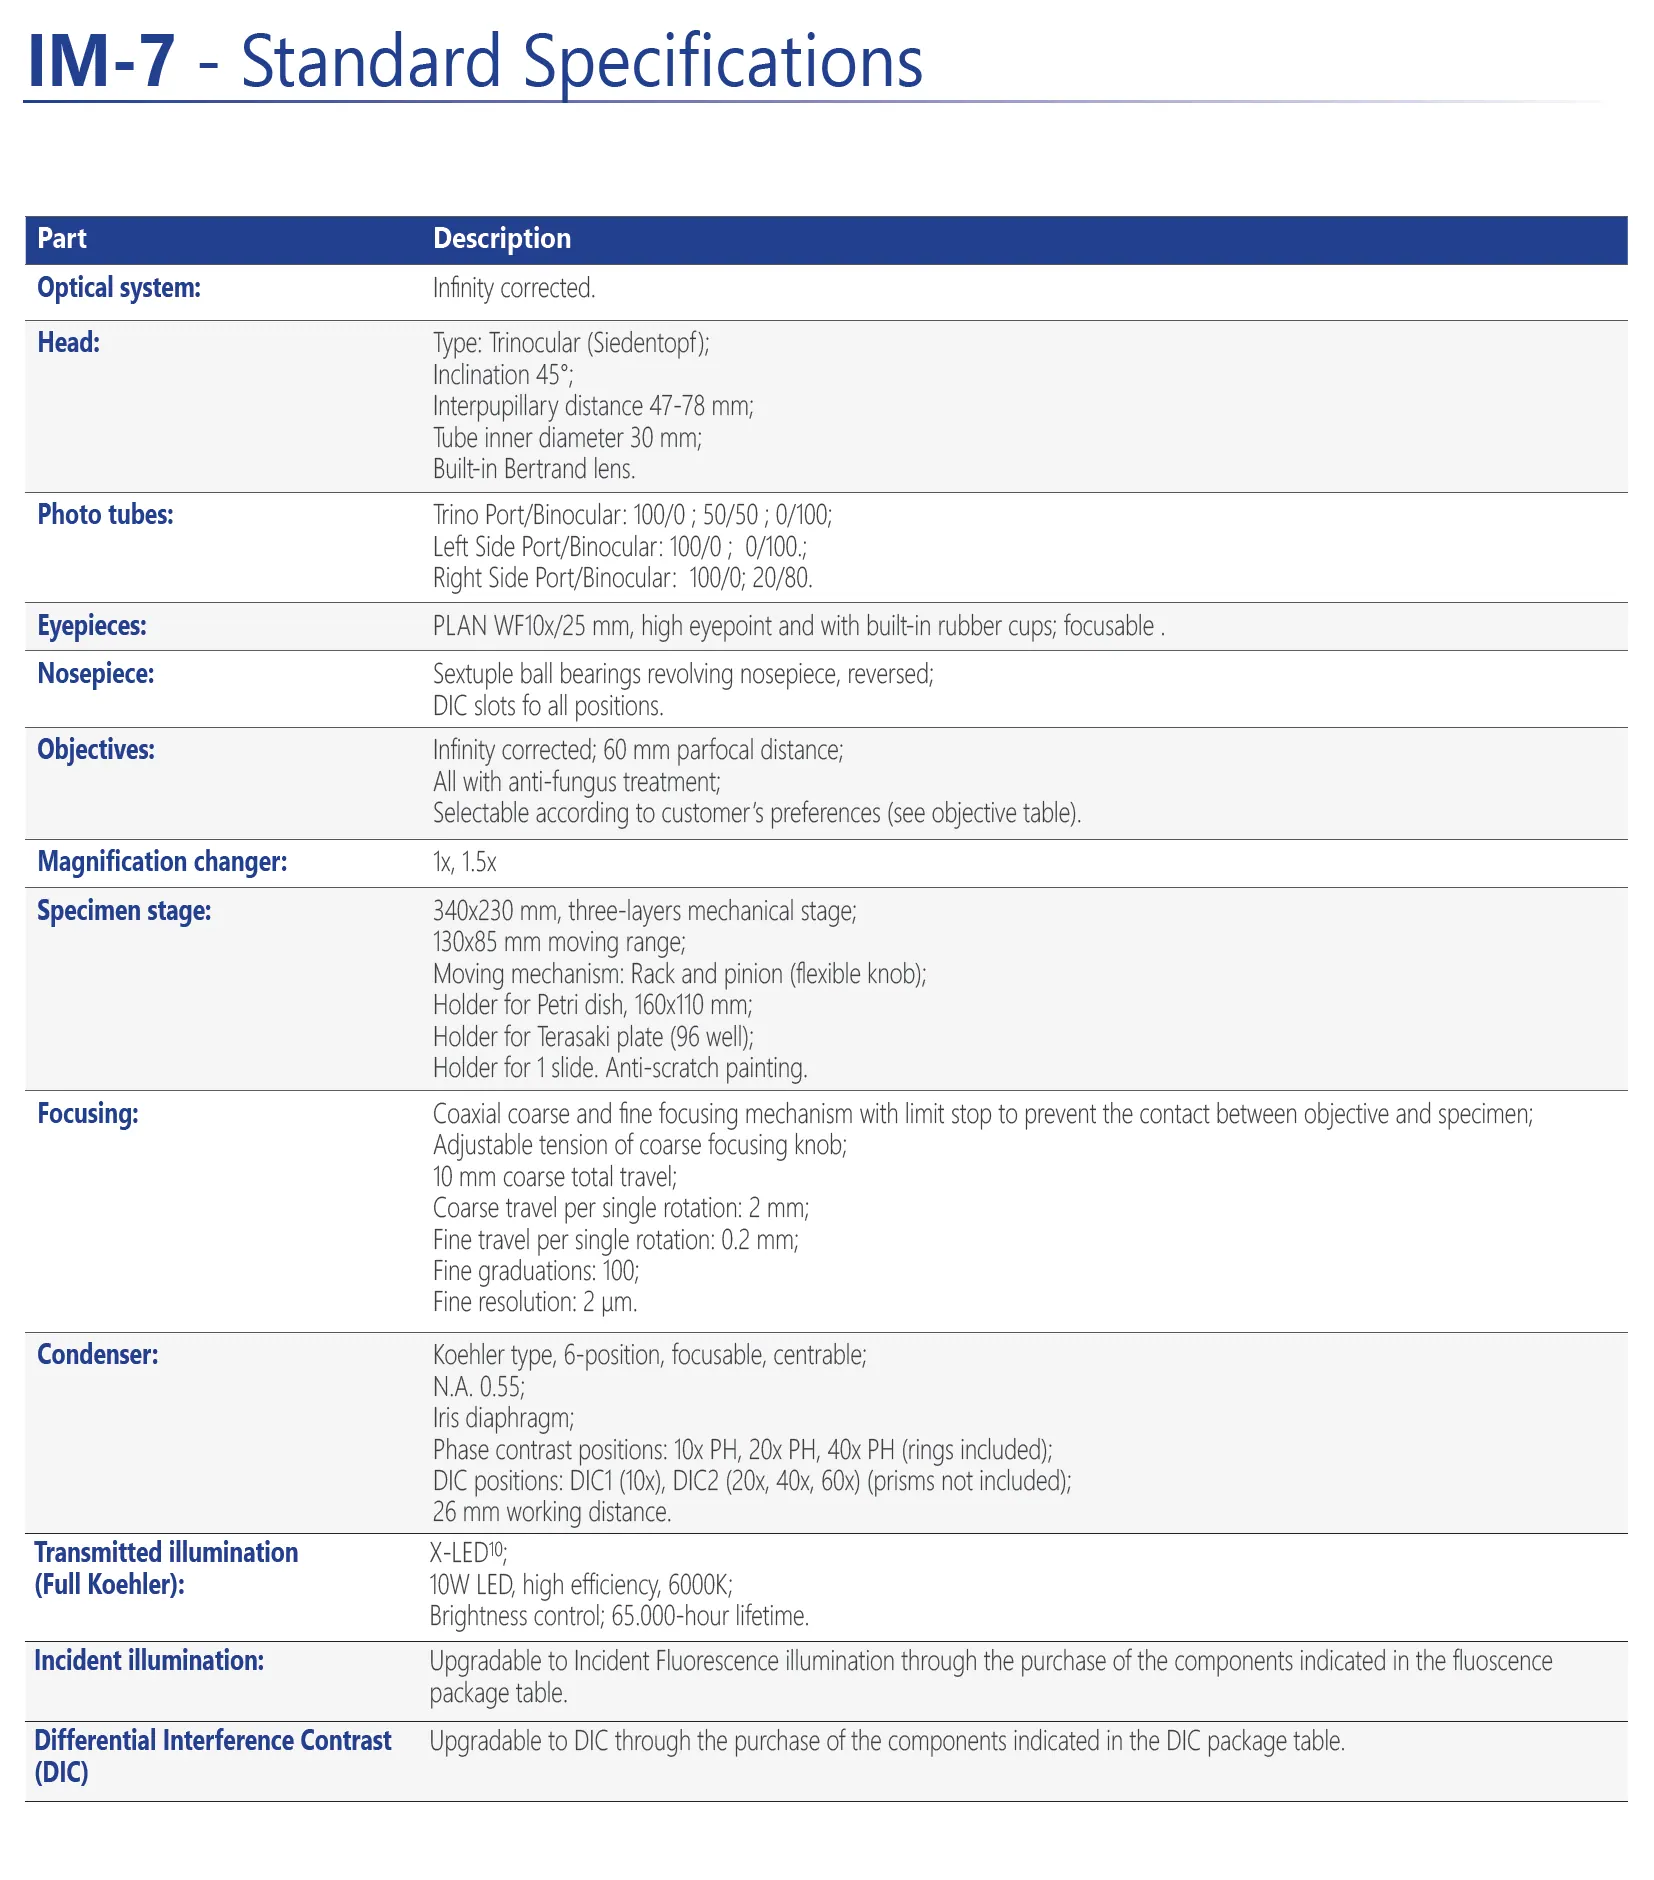 IM-7 - Standard Specifications
Part Description
Optical system: Infinity corrected.
Head: Type: Trinocular (Siedentopf);
Inclination 45°;
Interpupillary distance 47-78 mm;
Tube inner diameter 30 mm;
Built-in Bertrand lens.
Photo tubes: Trino Port/Binocular: 100/0 ; 50/50 ; 0/100;
Left Side Port/Binocular: 100/0 ;  0/100.;
Right Side Port/Binocular:  100/0; 20/80.
Eyepieces: PLAN WF10x/25 mm, high eyepoint and with built-in rubber cups; focusable .
Nosepiece: Sextuple ball bearings revolving nosepiece, reversed;
DIC slots fo all positions.
Objectives: Infinity corrected; 60 mm parfocal distance;
All with anti-fungus treatment;
Selectable according to customer's preferences (see objective table).
Magnification changer: 1x, 1.5x
Specimen stage: 340x230 mm, three-layers mechanical stage;
130x85 mm moving range;
Moving mechanism: Rack and pinion (flexible knob);
Holder for Petri dish, 160x110 mm;
Holder for Terasaki plate (96 well);
Holder for 1 slide. Anti-scratch painting.
Focusing: Coaxial coarse and fine focusing mechanism with limit stop to prevent the contact between objective and specimen;
Adjustable tension of coarse focusing knob;
10 mm coarse total travel;
Coarse travel per single rotation: 2 mm;
Fine travel per single rotation: 0.2 mm;
Fine graduations: 100;
Fine resolution: 2 µm.
Condenser: Koehler type, 6-position, focusable, centrable;
N.A. 0.55;
Iris diaphragm;
Phase contrast positions: 10x PH, 20x PH, 40x PH (rings included);
DIC positions: DIC1 (10x), DIC2 (20x, 40x, 60x) (prisms not included);
26 mm working distance.
Transmitted illumination X-LED¹⁰;
(Full Koehler): 10W LED, high efficiency, 6000K;
Brightness control; 65.000-hour lifetime.
Incident illumination: Upgradable to Incident Fluorescence illumination through the purchase of the components indicated in the fluoscence
package table.
Differential Interference Contrast Upgradable to DIC through the purchase of the components indicated in the DIC package table.
(DIC)